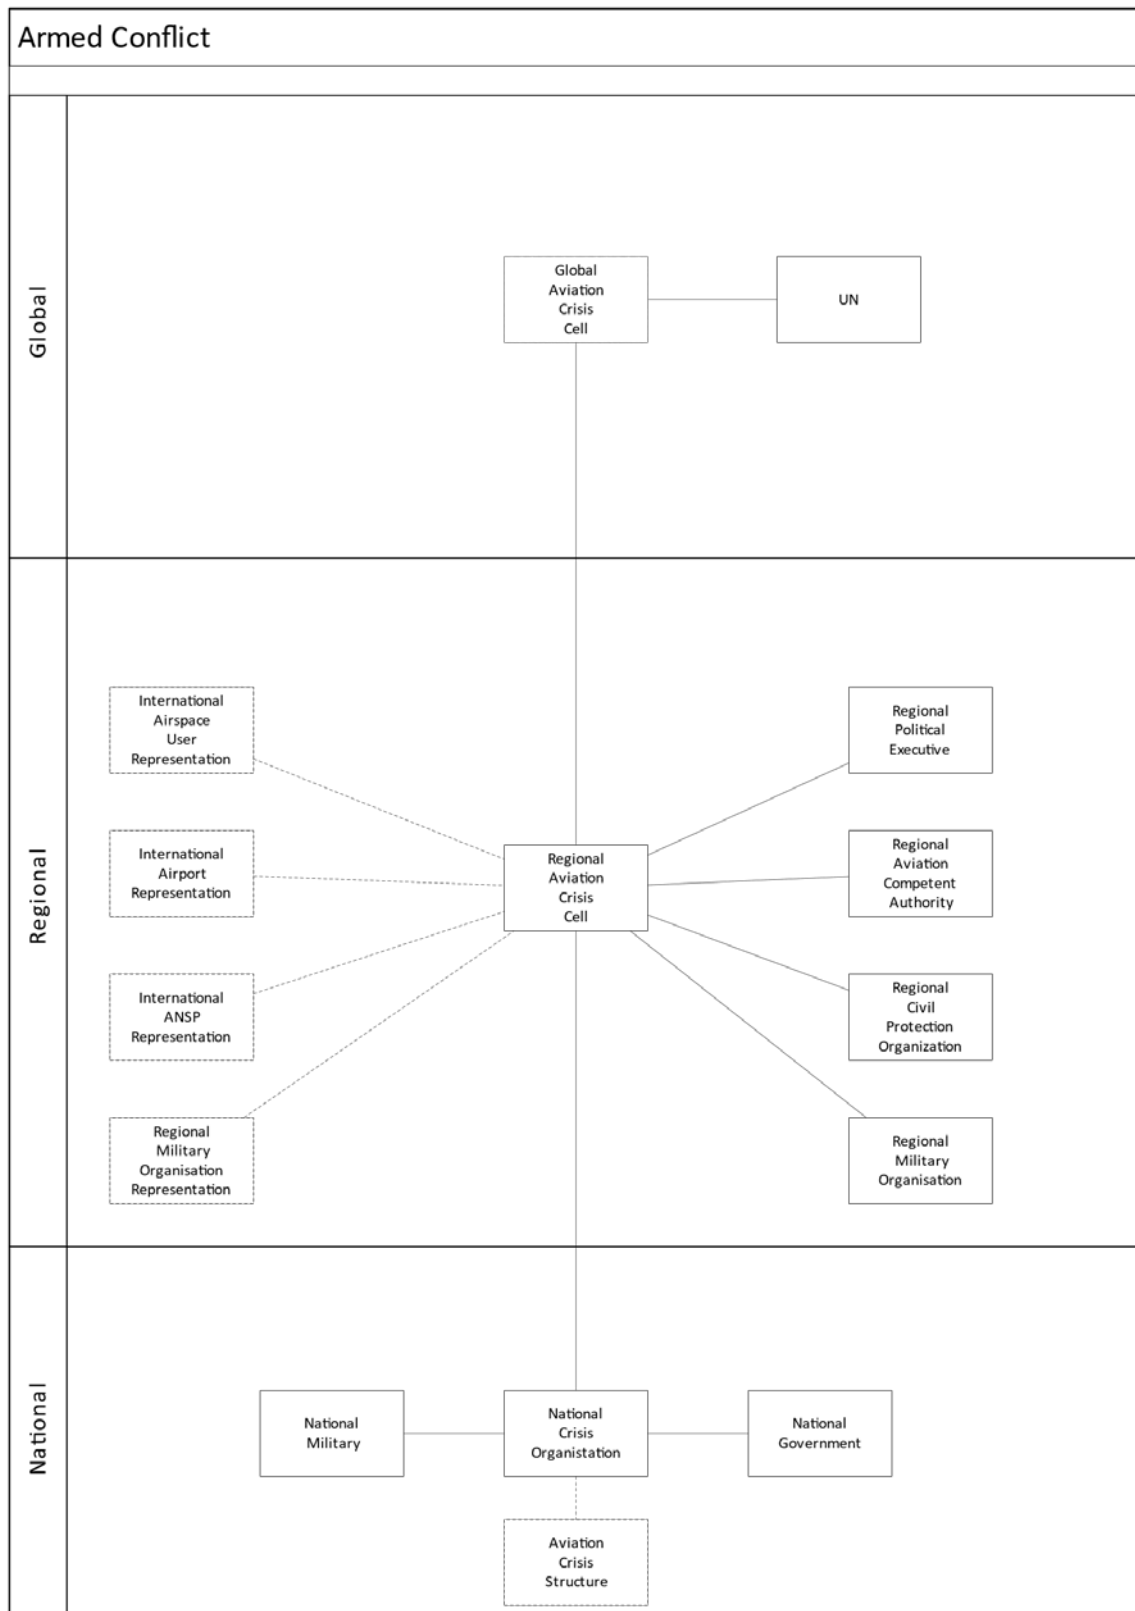 Armed Conflict
Global
Global
Aviation
Crisis
Cell
UN
Regional
International
Airspace
User
Representation
Regional
Political
Executive
International
Airport
Representation
Regional
Aviation
Crisis
Cell
Regional
Aviation
Competent
Authority
International
ANSP
Representation
Regional
Civil
Protection
Organization
Regional
Military
Organisation
Representation
Regional
Military
Organisation
National
National
Military
National
Crisis
Organistation
National
Government
Aviation
Crisis
Structure